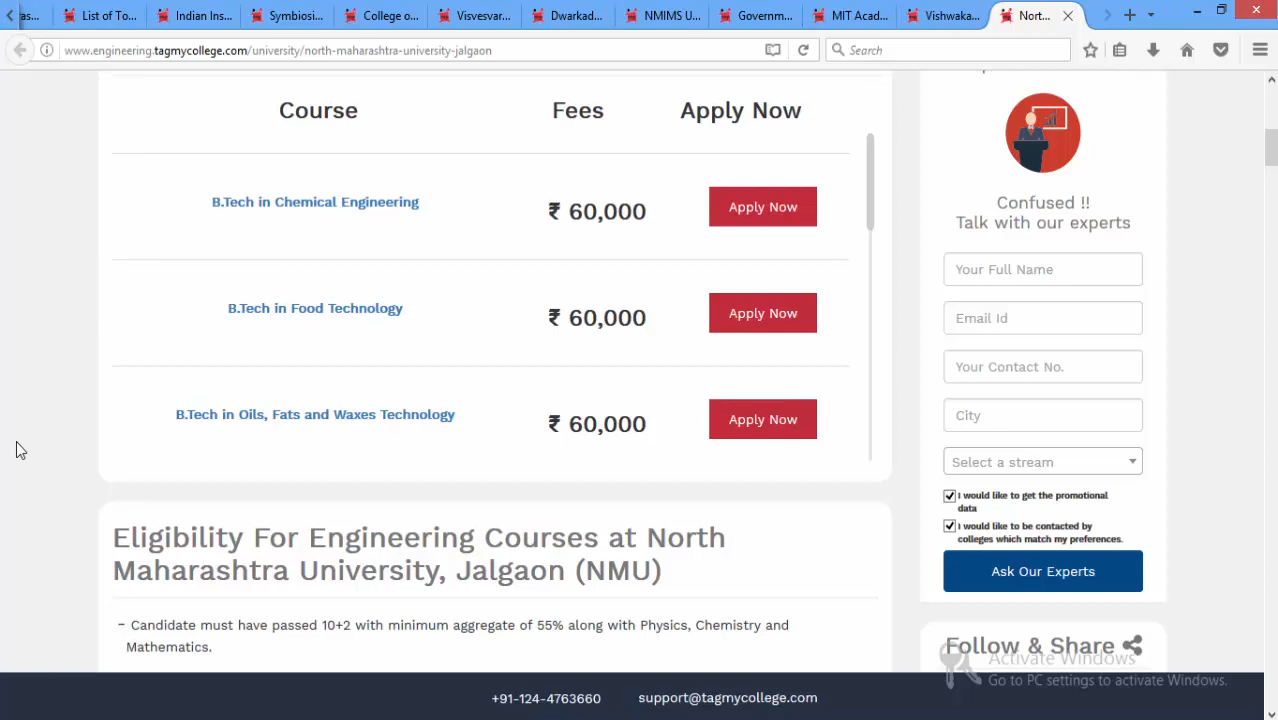 as... List of To... Indian Ins... Symbiosi... College o... Visvesvar... Dwarkad... NMIMS U... Governm... MIT Acad... Vishwaka... Nort...
www.engineering.tagmycollege.com/university/north-maharashtra-university-jalgaon
Search
Course Fees Apply Now
B.Tech in Chemical Engineering ₹ 60,000 Apply Now
B.Tech in Food Technology ₹ 60,000 Apply Now
B.Tech in Oils, Fats and Waxes Technology ₹ 60,000 Apply Now
Eligibility For Engineering Courses at North
Maharashtra University, Jalgaon (NMU)
– Candidate must have passed 10+2 with minimum aggregate of 55% along with Physics, Chemistry and
Mathematics.
Confused !!
Talk with our experts
Your Full Name
Email Id
Your Contact No.
City
Select a stream
I would like to get the promotional
data
I would like to be contacted by
colleges which match my preferences.
Ask Our Experts
Follow & Share
Activate Windows
Go to PC settings to activate Windows.
+91-124-4763660 support@tagmycollege.com